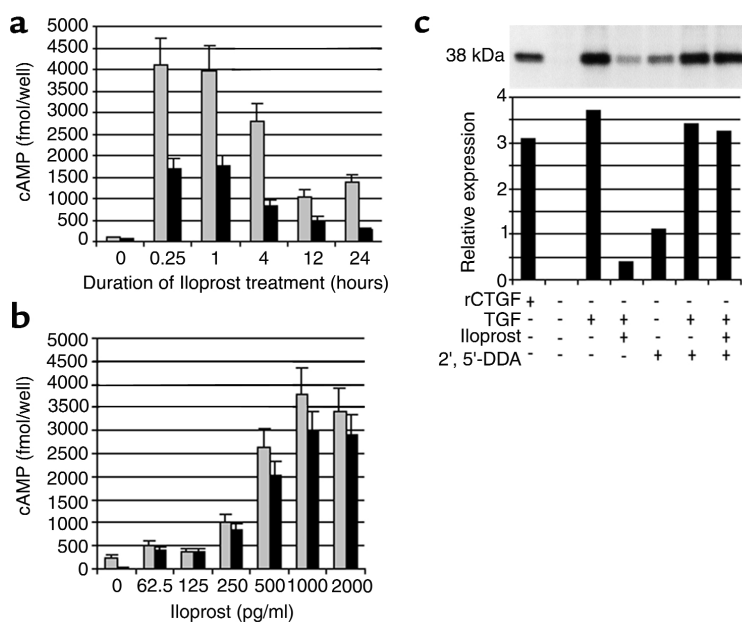 a
cAMP (fmol/well)
5000
4500
4000
3500
3000
2500
2000
1500
1000
500
0
0 0.25 1 4 12 24
Duration of Iloprost treatment (hours)
b
cAMP (fmol/well)
5000
4500
4000
3500
3000
2500
2000
1500
1000
500
0
0 62.5 125 250 500 1000 2000
Iloprost (pg/ml)
c
38 kDa
Relative expression
4
3
2
1
0
rCTGF + - - - - - -
TGF - - + + - + +
Iloprost - - - + - - +
2', 5'-DDA - - - - + + +